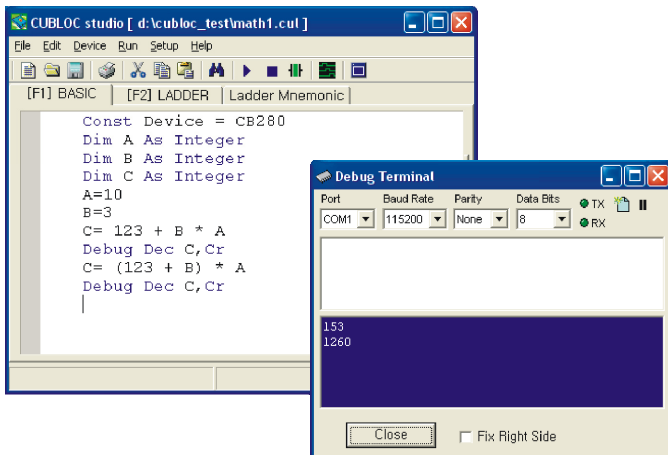 CUBLOC studio [ d:\cubloc_test\math1.cul ]
File Edit Device Run Setup Help
[F1] BASIC [F2] LADDER Ladder Mnemonic
Const Device = CB280
Dim A As Integer
Dim B As Integer
Dim C As Integer
A=10
B=3
C= 123 + B * A
Debug Dec C,Cr
C= (123 + B) * A
Debug Dec C,Cr
Debug Terminal
Port Baud Rate Parity Data Bits
TX
COM1 115200 None 8
RX
153
1260
Close Fix Right Side